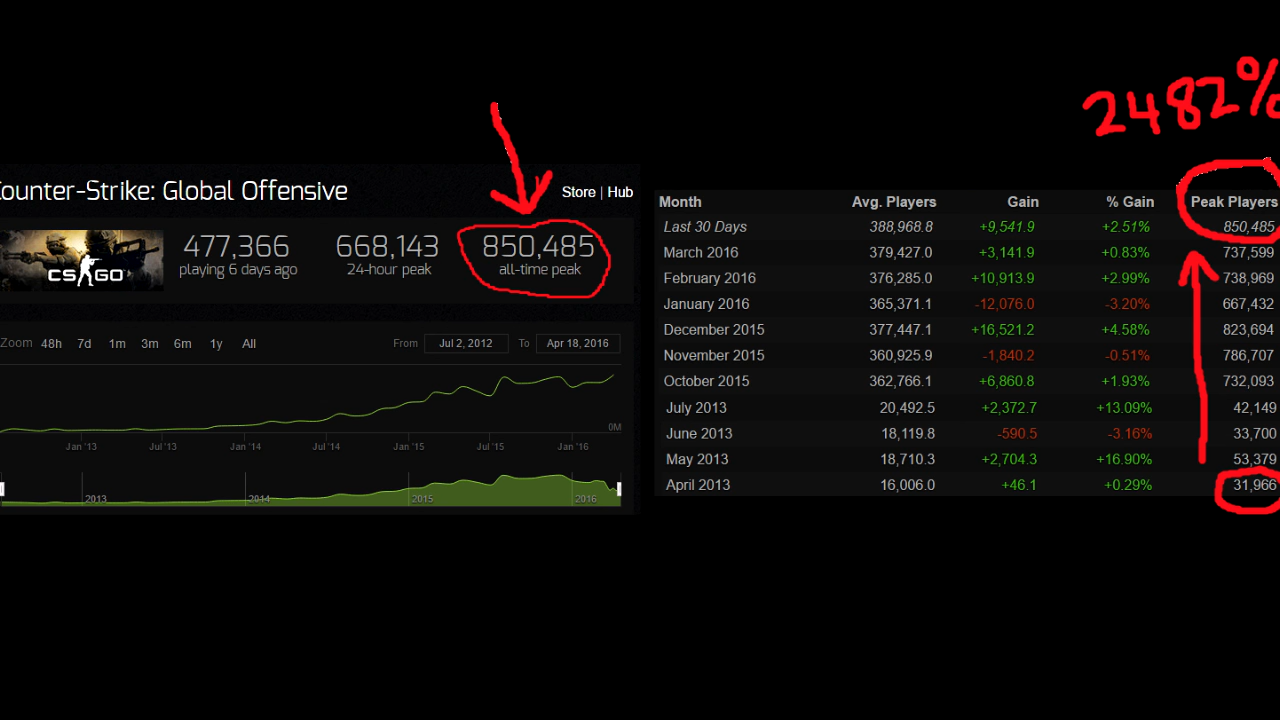 2482%
ounter-Strike: Global Offensive
Store | Hub
CS GO
477,366
playing 6 days ago
668,143
24-hour peak
850,485
all-time peak
Zoom 48h 7d 1m 3m 6m 1y All From Jul 2, 2012 To Apr 18, 2016
0M
Jan '13 Jul '13 Jan '14 Jul '14 Jan '15 Jul '15 Jan '16
2013 2014 2015 2016
Month Avg. Players Gain % Gain Peak Players
Last 30 Days 388,968.8 +9,541.9 +2.51% 850,485
March 2016 379,427.0 +3,141.9 +0.83% 737,599
February 2016 376,285.0 +10,913.9 +2.99% 738,969
January 2016 365,371.1 -12,076.0 -3.20% 667,432
December 2015 377,447.1 +16,521.2 +4.58% 823,694
November 2015 360,925.9 -1,840.2 -0.51% 786,707
October 2015 362,766.1 +6,860.8 +1.93% 732,093
July 2013 20,492.5 +2,372.7 +13.09% 42,149
June 2013 18,119.8 -590.5 -3.16% 33,700
May 2013 18,710.3 +2,704.3 +16.90% 53,379
April 2013 16,006.0 +46.1 +0.29% 31,966